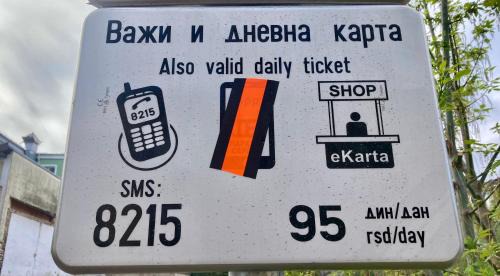 Важи и дневна карта
Also valid daily ticket
8215
SHOP
eKarta
SMS:
8215
95 дин/дан
rsd/day